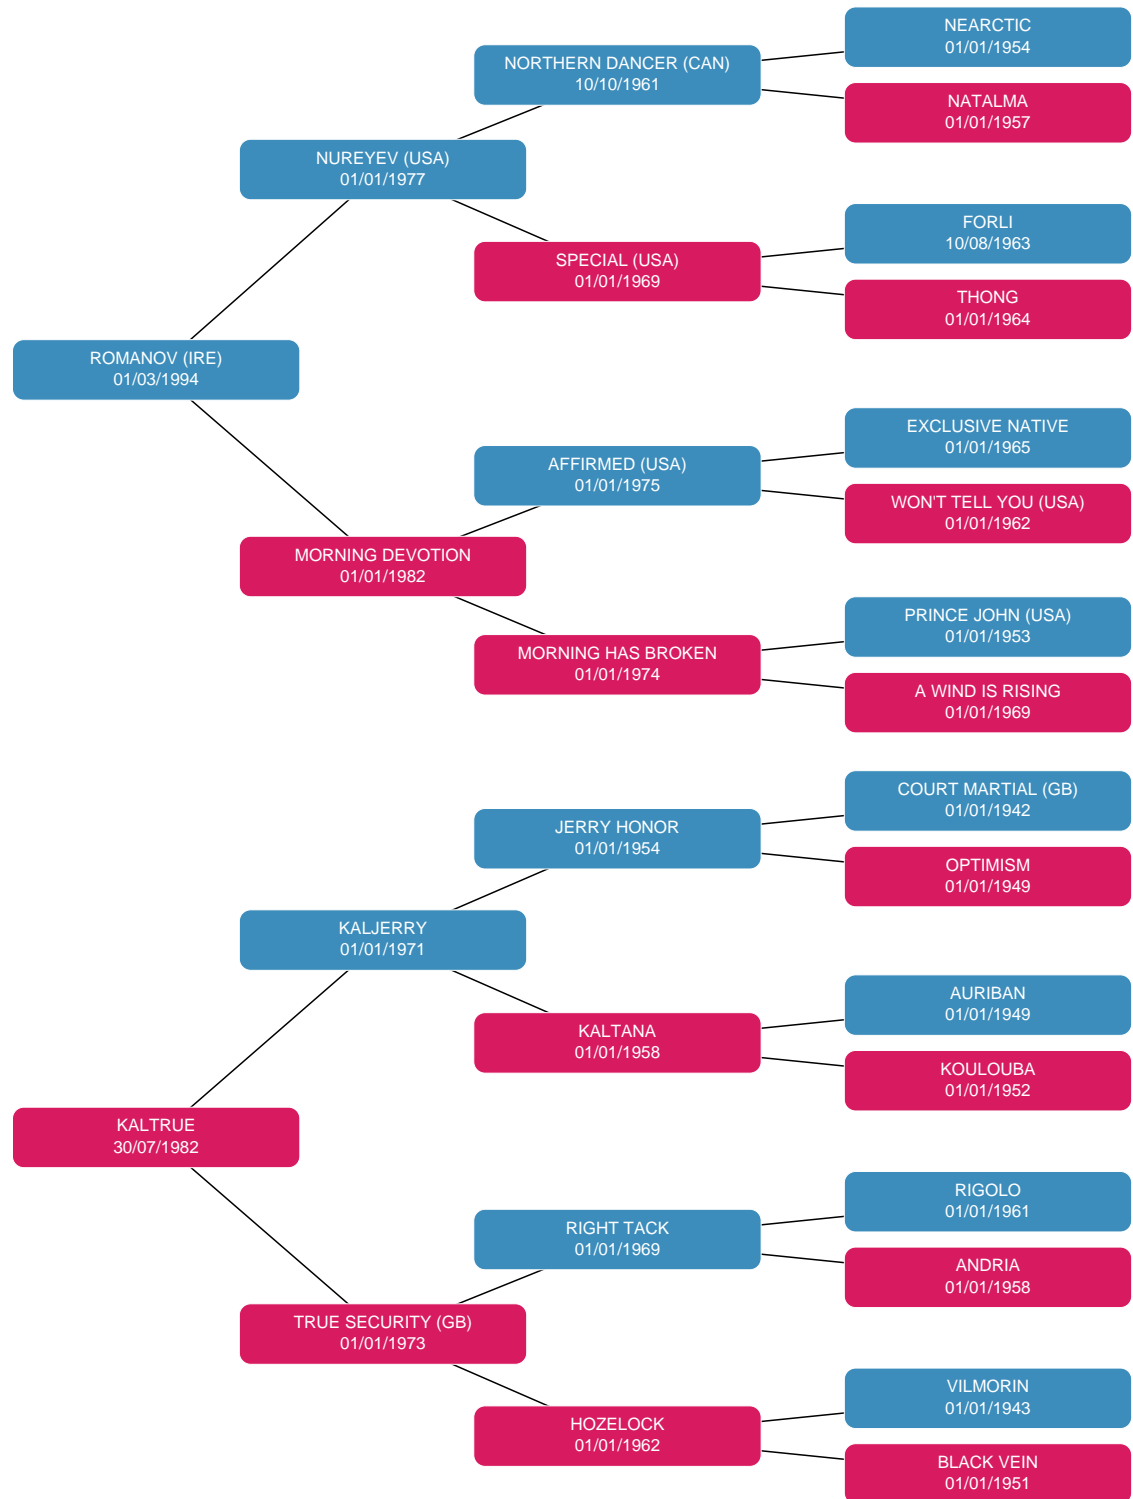 NEARCTIC
01/01/1954
NORTHERN DANCER (CAN)
10/10/1961
NATALMA
01/01/1957
NUREYEV (USA)
01/01/1977
FORLI
10/08/1963
SPECIAL (USA)
01/01/1969
THONG
01/01/1964
ROMANOV (IRE)
01/03/1994
EXCLUSIVE NATIVE
01/01/1965
AFFIRMED (USA)
01/01/1975
WON'T TELL YOU (USA)
01/01/1962
MORNING DEVOTION
01/01/1982
PRINCE JOHN (USA)
01/01/1953
MORNING HAS BROKEN
01/01/1974
A WIND IS RISING
01/01/1969
COURT MARTIAL (GB)
01/01/1942
JERRY HONOR
01/01/1954
OPTIMISM
01/01/1949
KALJERRY
01/01/1971
AURIBAN
01/01/1949
KALTANA
01/01/1958
KOULOUBA
01/01/1952
KALTRUE
30/07/1982
RIGOLO
01/01/1961
RIGHT TACK
01/01/1969
ANDRIA
01/01/1958
TRUE SECURITY (GB)
01/01/1973
VILMORIN
01/01/1943
HOZELOCK
01/01/1962
BLACK VEIN
01/01/1951